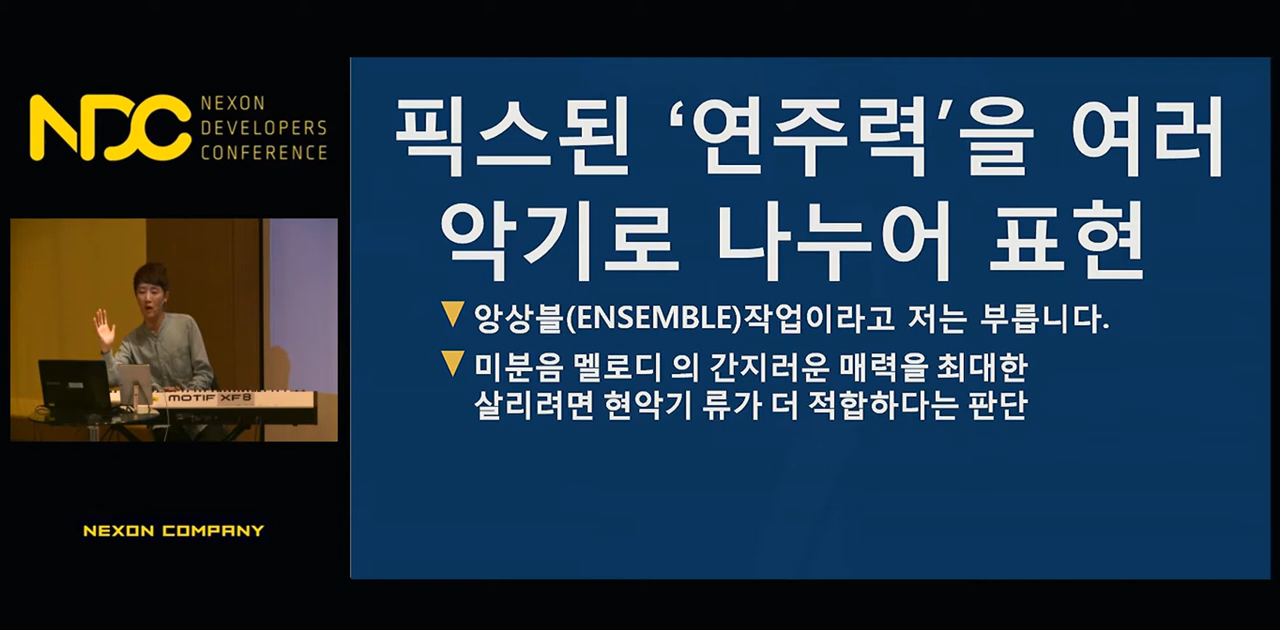 NDC
NEXON
DEVELOPERS
CONFERENCE
픽스된 ‘연주력’을 여러
악기로 나누어 표현
앙상블(ENSEMBLE)작업이라고 저는 부릅니다.
미분음 멜로디 의 간지러운 매력을 최대한
살리려면 현악기 류가 더 적합하다는 판단
MOTIF XF8
NEXON COMPANY